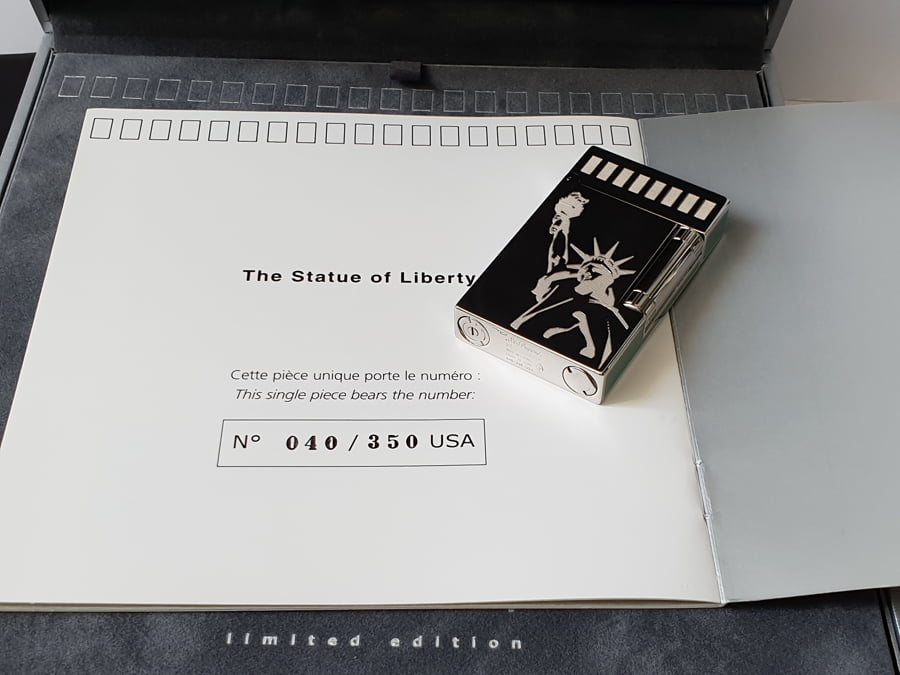 The Statue of Liberty
Cette pièce unique porte le numéro :
This single piece bears the number:
N° 040/350 USA
limited edition